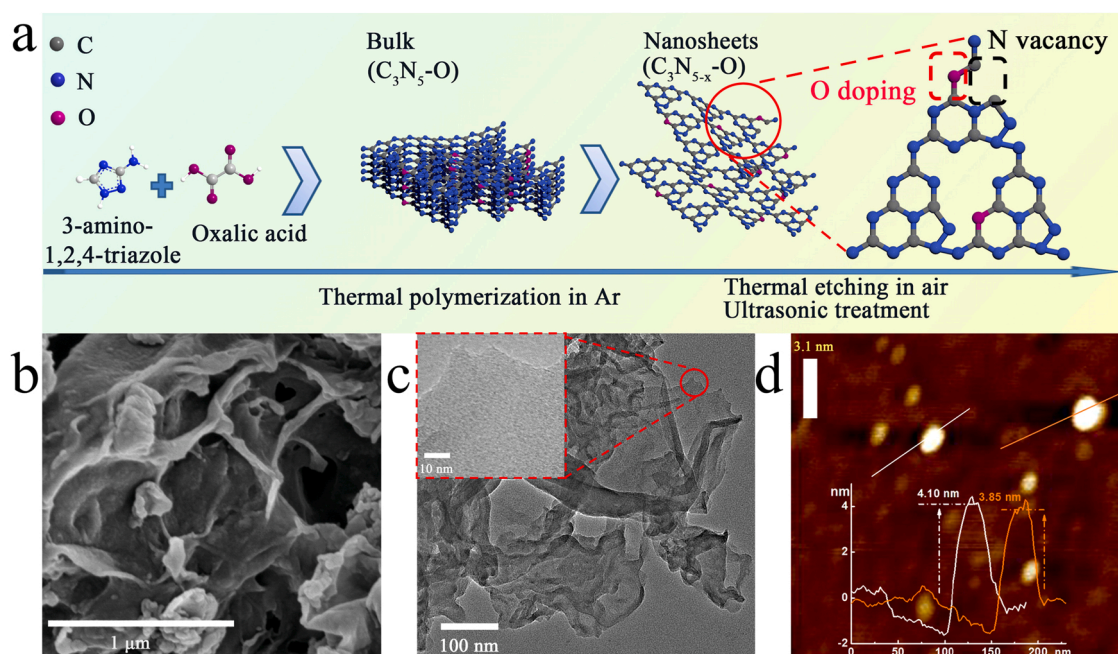 a
C
N
O
3-amino-
1,2,4-triazole
Oxalic acid
Bulk
(C₃N₅-O)
Nanosheets
(C₃N₅₋ₓ-O)
N vacancy
O doping
Thermal polymerization in Ar
Thermal etching in air
Ultrasonic treatment
b
1 μm
c
10 nm
100 nm
d
3.1 nm
nm
4.10 nm
3.85 nm
4
2
0
-2
0
50
100
150
200
nm